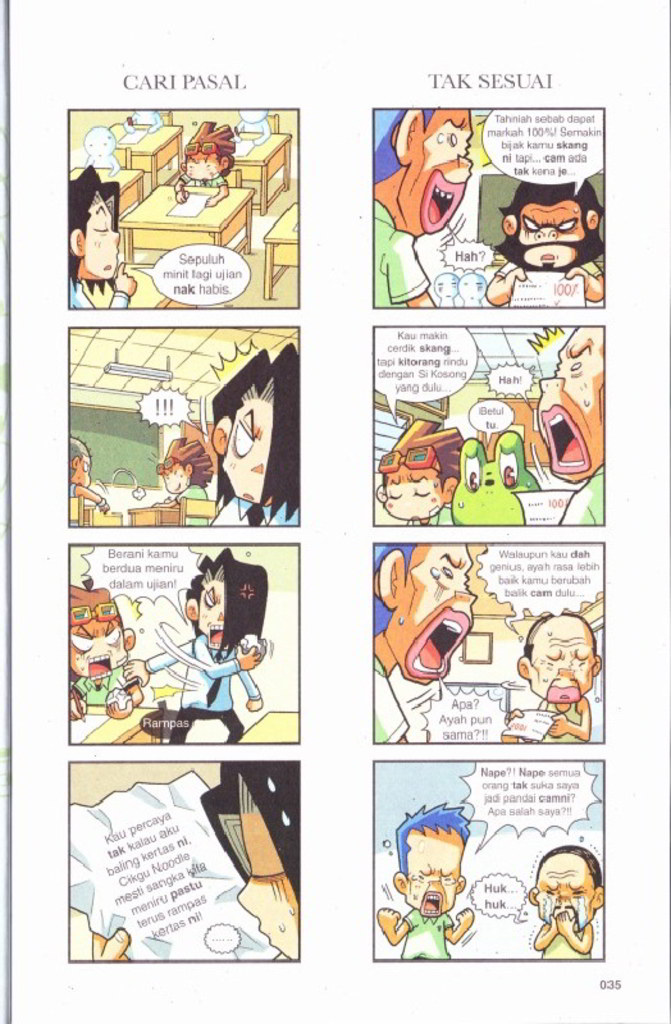 CARI PASAL
Sepuluh
minit lagi ujian
nak habis.
!!!
Berani kamu
berdua meniru
dalam ujian!
Rampas
Kau percaya
tak kalau aku
baling kertas ni,
Cikgu Noodle
mesti sangka kita
meniru pastu
terus rampas
kertas ni!
......
TAK SESUAI
Tahniah sebab dapat
markah 100%! Semakin
bijak kamu skang
ni tapi... cam ada
tak kena je...
Hah?
100%
Kau makin
cerdik skang...
tapi kitorang rindu
dengan Si Kosong
yang dulu...
Hah!
Betul
tu.
100
Walaupun kau dah
genius, ayah rasa lebih
baik kamu berubah
balik cam dulu...
Apa?
Ayah pun
sama?!!
100%
Nape?! Nape semua
orang tak suka saya
jadi pandai camni?
Apa salah saya?!!
Huk...
huk...
035